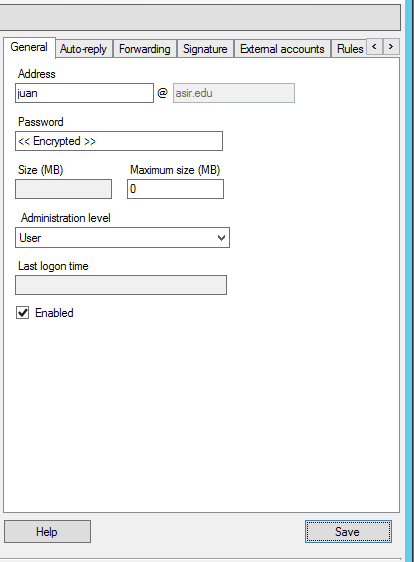 General Auto-reply Forwarding Signature External accounts Rules < >
Address
juan @ asir.edu
Password
<< Encrypted >>
Size (MB) Maximum size (MB)
0
Administration level
User
Last logon time
Enabled
Help Save